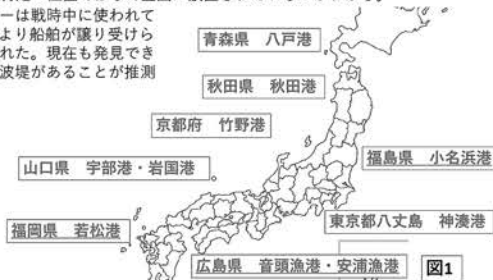 ーは戦時中に使われて
より船舶が譲り受けら
れた。現在も発見でき
波堤があることが推測
青森県 八戸港
秋田県 秋田港
京都府 竹野港
福島県 小名浜港
山口県 宇部港・岩国港
東京都八丈島 神湊港
福岡県 若松港
広島県 音頭漁港・安浦漁港
図1